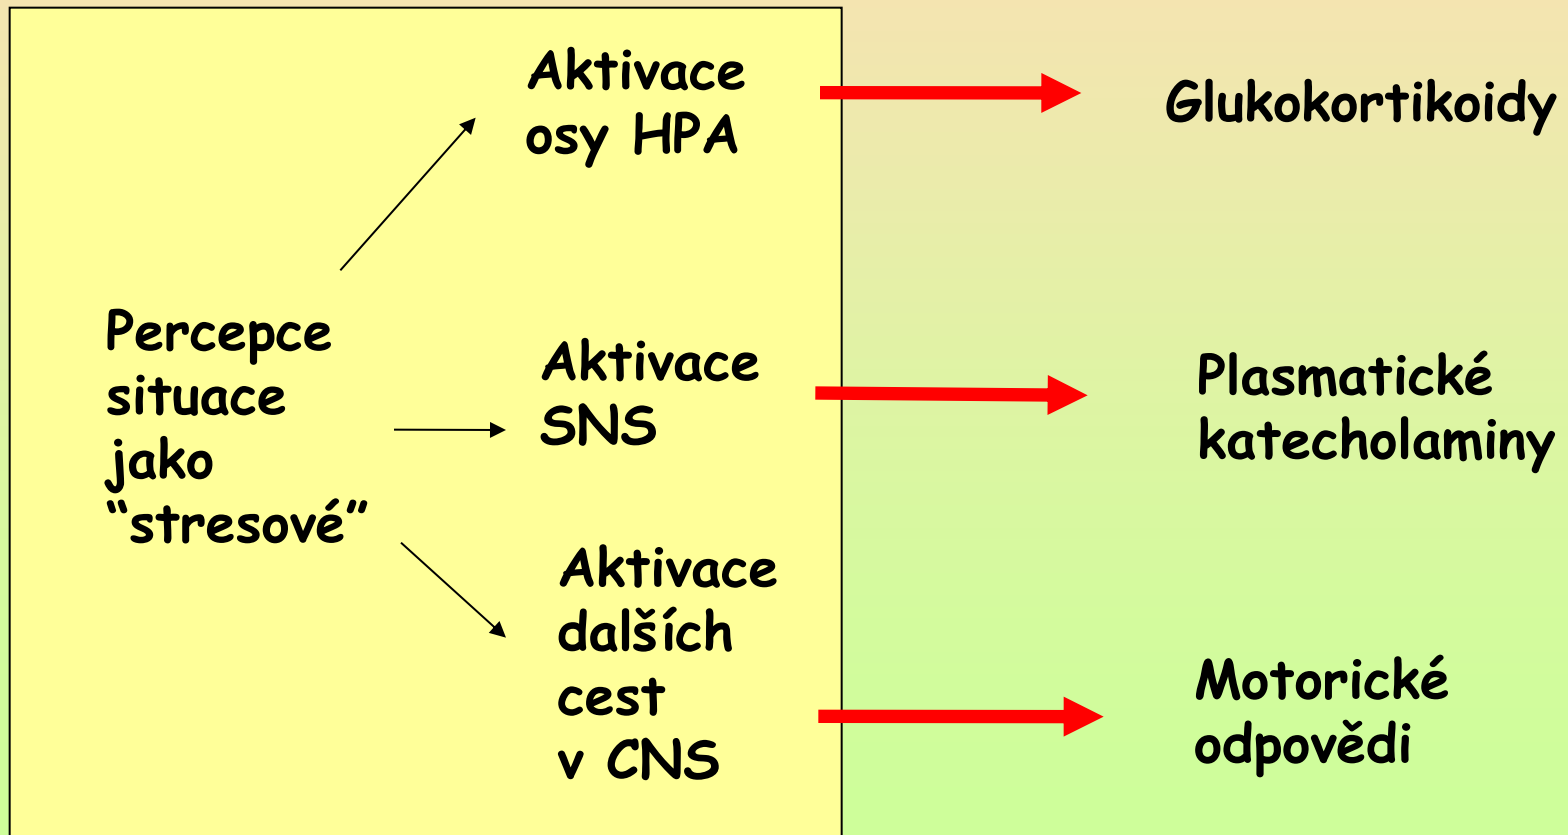 Percepce
situace
jako
“stresové”
Aktivace
osy HPA
Glukokortikoidy
Aktivace
SNS
Plasmatické
katecholaminy
Aktivace
dalších
cest
v CNS
Motorické
odpovědi